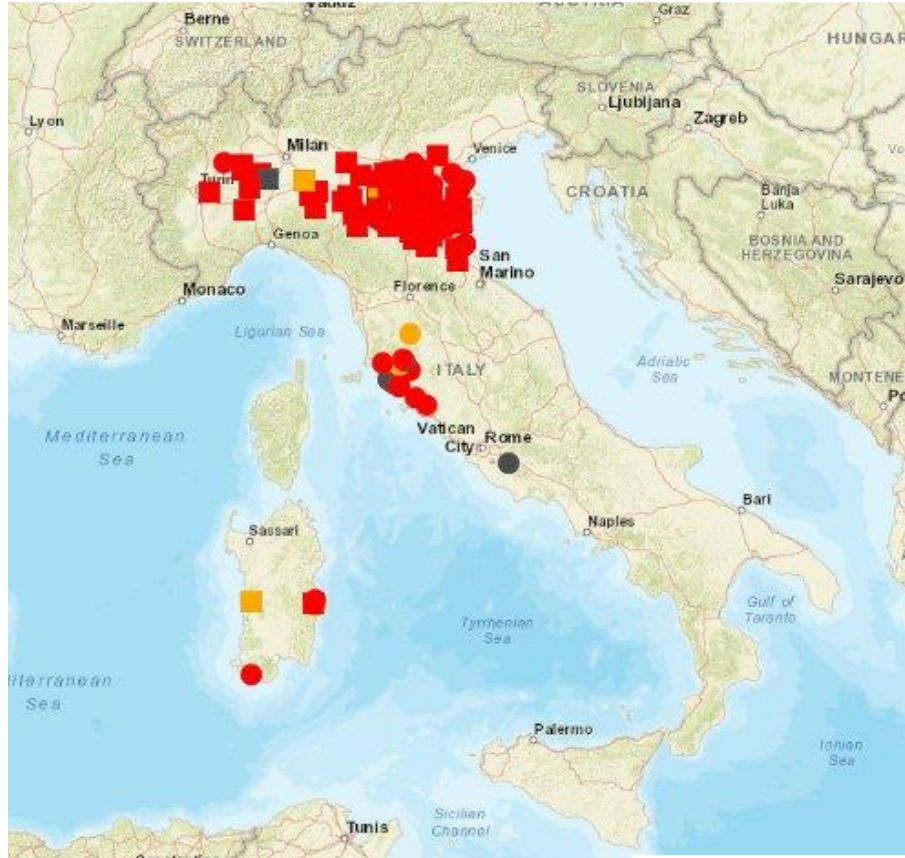 Vaduz
AUSTRIA
Graz
Berne
SWITZERLAND
HUNGAR
SLOVENIA
Ljubljana
Zagreb
Lyon
Milan
Venice
Turin
CROATIA
Banja
Luka
Genoa
BOSNIA AND
HERZEGOVINA
San
Marino
Sarajevo
Monaco
Florence
Marseille
Ligurian Sea
Adriatic
Sea
ITALY
MONTENE
Mediterranean
Sea
Vatican
City
Rome
Bari
Sassari
Naples
Gulf of
Taranto
Tyrrhenian
Sea
iterranean
Sea
Palermo
Ionian
Sea
Sicilian
Channel
Tunis